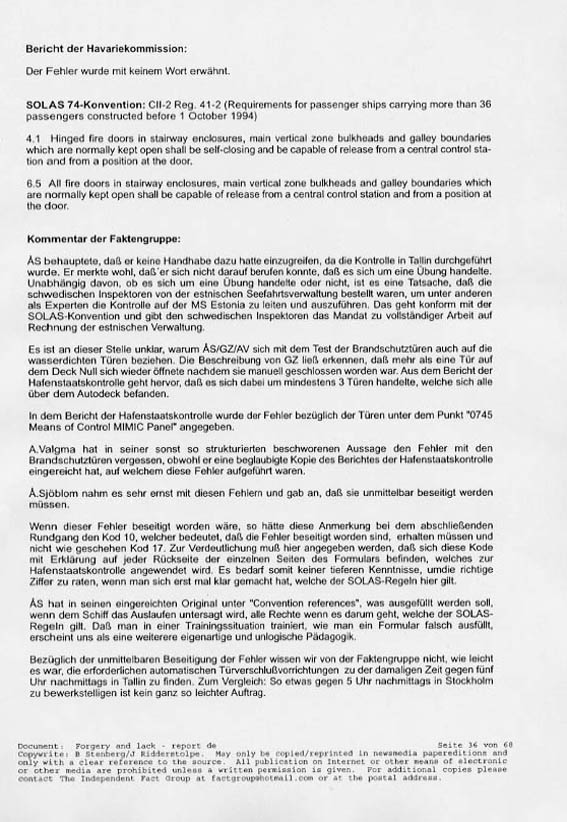 Bericht der Havariekommission:
Der Fehler wurde mit keinem Wort erwähnt.
SOLAS 74-Konvention: CII-2 Reg. 41-2 (Requirements for passenger ships carrying more than 36
passengers constructed before 1 October 1994)
4.1 Hinged fire doors in stairway enclosures, main vertical zone bulkheads and galley boundaries
which are normally kept open shall be self-closing and be capable of release from a central control sta-
tion and from a position at the door.
6.5 All fire doors in stairway enclosures, main vertical zone bulkheads and galley boundaries which
are normally kept open shall be capable of release from a central control station and from a position at
the door.
Kommentar der Faktengruppe:
ÅS behauptete, daß er keine Handhabe dazu hatte einzugreifen, da die Kontrolle in Tallin durchgeführt
wurde. Er merkte wohl, daß´er sich nicht darauf berufen konnte, daß es sich um eine Übung handelte.
Unabhängig davon, ob es sich um eine Übung handelte oder nicht, ist es eine Tatsache, daß die
schwedischen Inspektoren von der estnischen Seefahrtsverwaltung bestellt waren, um unter anderen
als Experten die Kontrolle auf der MS Estonia zu leiten und auszuführen. Das geht konform mit der
SOLAS-Konvention und gibt den schwedischen Inspektoren das Mandat zu vollständiger Arbeit auf
Rechnung der estnischen Verwaltung.
Es ist an dieser Stelle unklar, warum ÅS/GZ/AV sich mit dem Test der Brandschutztüren auch auf die
wasserdichten Türen beziehen. Die Beschreibung von GZ ließ erkennen, daß mehr als eine Tür auf
dem Deck Null sich wieder öffnete nachdem sie manuell geschlossen worden war. Aus dem Bericht der
Hafenstaatskontrolle geht hervor, daß es sich dabei um mindestens 3 Türen handelte, welche sich alle
über dem Autodeck befanden.
In dem Bericht der Hafenstaatskontrolle wurde der Fehler bezüglich der Türen unter dem Punkt "0745
Means of Control MIMIC Panel" angegeben.
A.Valgma hat in seiner sonst so strukturierten beschworenen Aussage den Fehler mit den
Brandschutztüren vergessen, obwohl er eine beglaubigte Kopie des Berichtes der Hafenstaatskontrolle
eingereicht hat, auf welchem diese Fehler aufgeführt waren.
Å.Sjöblom nahm es sehr ernst mit diesen Fehlern und gab an, daß sie unmittelbar beseitigt werden
müssen.
Wenn dieser Fehler beseitigt worden wäre, so hätte diese Anmerkung bei dem abschließenden
Rundgang den Kod 10, welcher bedeutet, daß die Fehler beseitigt worden sind, erhalten müssen und
nicht wie geschehen Kod 17. Zur Verdeutlichung muß hier angegeben werden, daß sich diese Kode
mit Erklärung auf jeder Rückseite der einzelnen Seiten des Formulars befinden, welches zur
Hafenstaatskontrolle angewendet wird. Es bedarf somit keiner tieferen Kenntnisse, umdie richtige
Ziffer zu raten, wenn man sich erst mal klar gemacht hat, welche der SOLAS-Regeln hier gilt.
ÅS hat in seinen eingereichten Original unter "Convention references", was ausgefüllt werden soll,
wenn dem Schiff das Auslaufen untersagt wird, alle Rechte wenn es darum geht, welche der SOLAS-
Regeln gilt. Daß man in einer Trainingssituation trainiert, wie man ein Formular falsch ausfüllt,
erscheint uns als eine weiterere eigenartige und unlogische Pädagogik.
Bezüglich der unmittelbaren Beseitigung der Fehler wissen wir von der Faktengruppe nicht, wie leicht
es war, die erforderlichen automatischen Türverschlußvorrichtungen zu der damaligen Zeit gegen fünf
Uhr nachmittags in Tallin zu finden. Zum Vergleich: So etwas gegen 5 Uhr nachmittags in Stockholm
zu bewerkstelligen ist kein ganz so leichter Auftrag.
Document: Forgery and lack - report de Seite 36 von 68
Copywrite: B Stenberg/J Ridderstolpe. May only be copied/reprinted in newsmedia papereditions and
only with a clear reference to the source. All publication on Internet or other means of electronic
or other media are prohibited unless a written permission is given. For additional copies please
contact The Independent Fact Group at factgroup@hotmail.com or at the postal address.